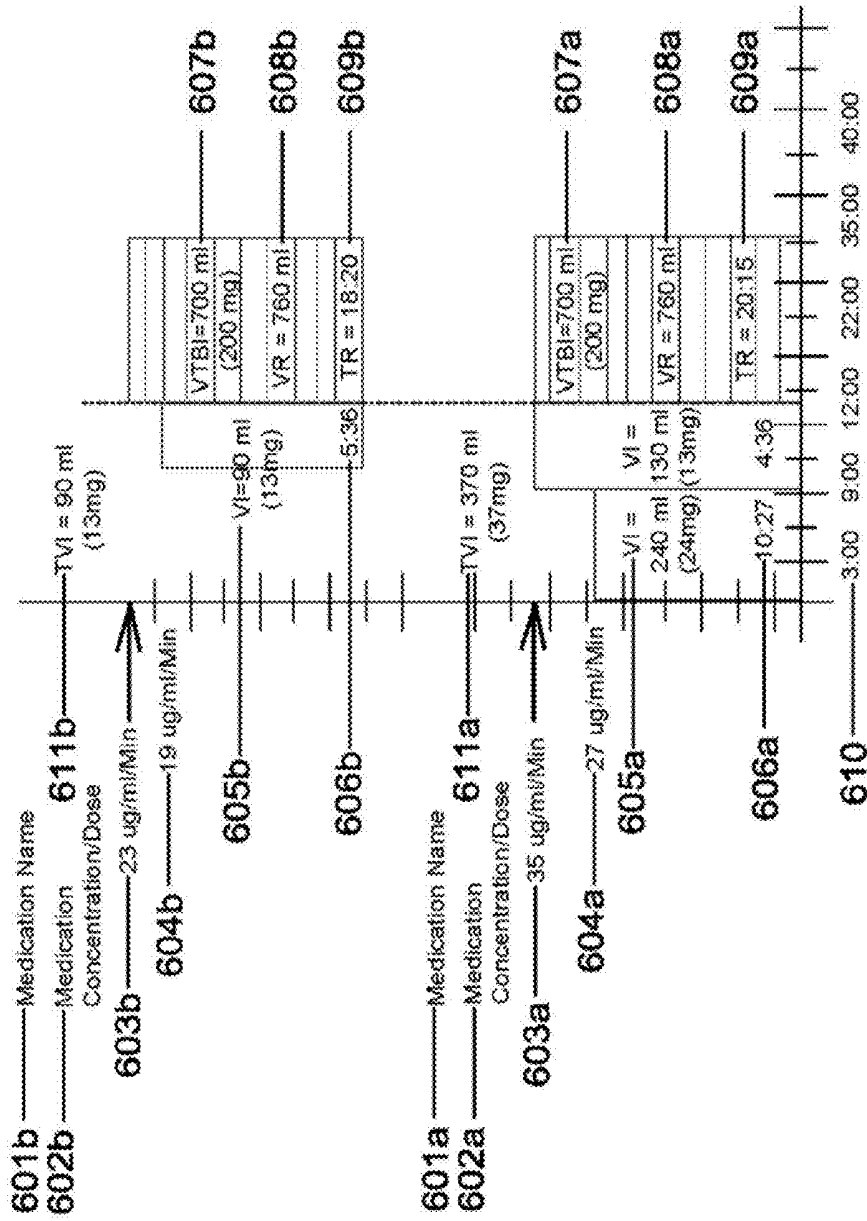 601b Medication Name
602b Medication
Concentration/Dose
611b TVI = 90 ml
(13mg)
603b 23 ug/ml/Min
604b 19 ug/ml/Min
VTBI=700 ml 607b
(200 mg)
605b VI=90 ml
(13mg)
VR = 760 ml 608b
606b 5:36
TR = 18:20 609b
601a Medication Name
602a Medication
Concentration/Dose
611a TVI = 370 ml
(37mg)
603a 35 ug/ml/Min
604a 27 ug/ml/Min
VTBI=700 ml 607a
(200 mg)
605a VI =
240 ml
(24mg)
VI =
130 ml
(13mg)
VR = 760 ml 608a
606a 10:27
4:36
TR = 20:15 609a
610 3:00 9:00 12:00 22:00 35:00 40:00